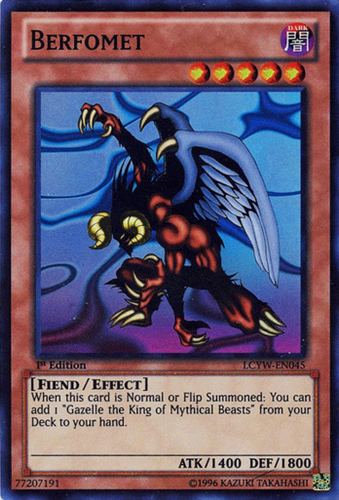 BERFOMET
DARK
闇
1st Edition
LCYW-EN045
[FIEND / EFFECT]
When this card is Normal or Flip Summoned: You can
add 1 "Gazelle the King of Mythical Beasts" from your
Deck to your hand.
ATK/1400 DEF/1800
77207191
©1996 KAZUKI TAKAHASHI